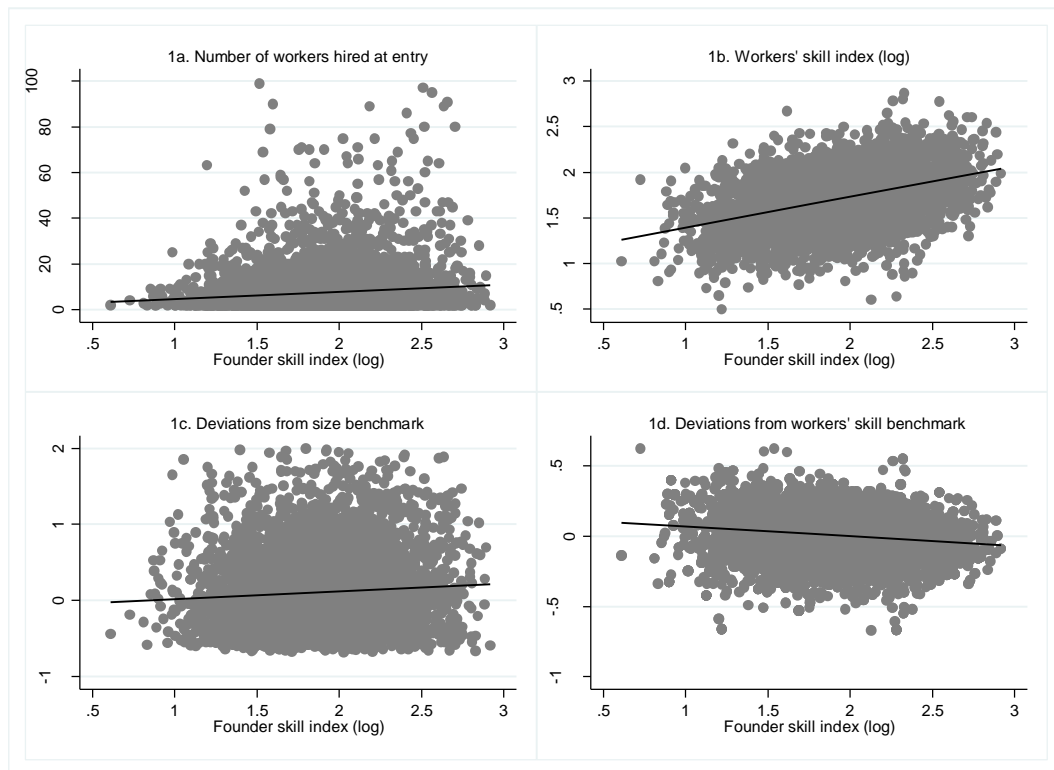 1a. Number of workers hired at entry
100
80
60
40
20
0
.5 1 1.5 2 2.5 3
Founder skill index (log)
1b. Workers' skill index (log)
3
2.5
2
1.5
1
.5
.5 1 1.5 2 2.5 3
Founder skill index (log)
1c. Deviations from size benchmark
2
1
0
-1
.5 1 1.5 2 2.5 3
Founder skill index (log)
1d. Deviations from workers' skill benchmark
.5
0
-.5
-1
.5 1 1.5 2 2.5 3
Founder skill index (log)